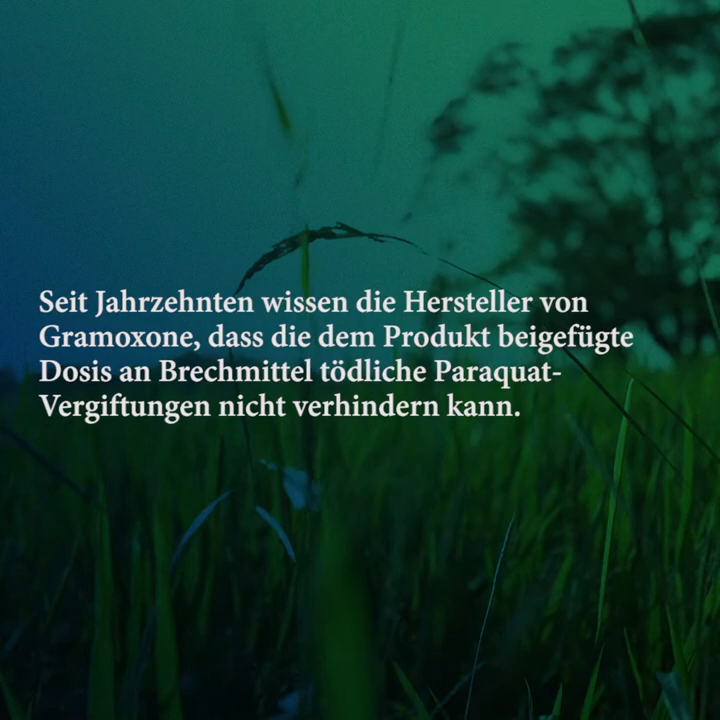 Seit Jahrzehnten wissen die Hersteller von
Gramoxone, dass die dem Produkt beigefügte
Dosis an Brechmittel tödliche Paraquat-
Vergiftungen nicht verhindern kann.